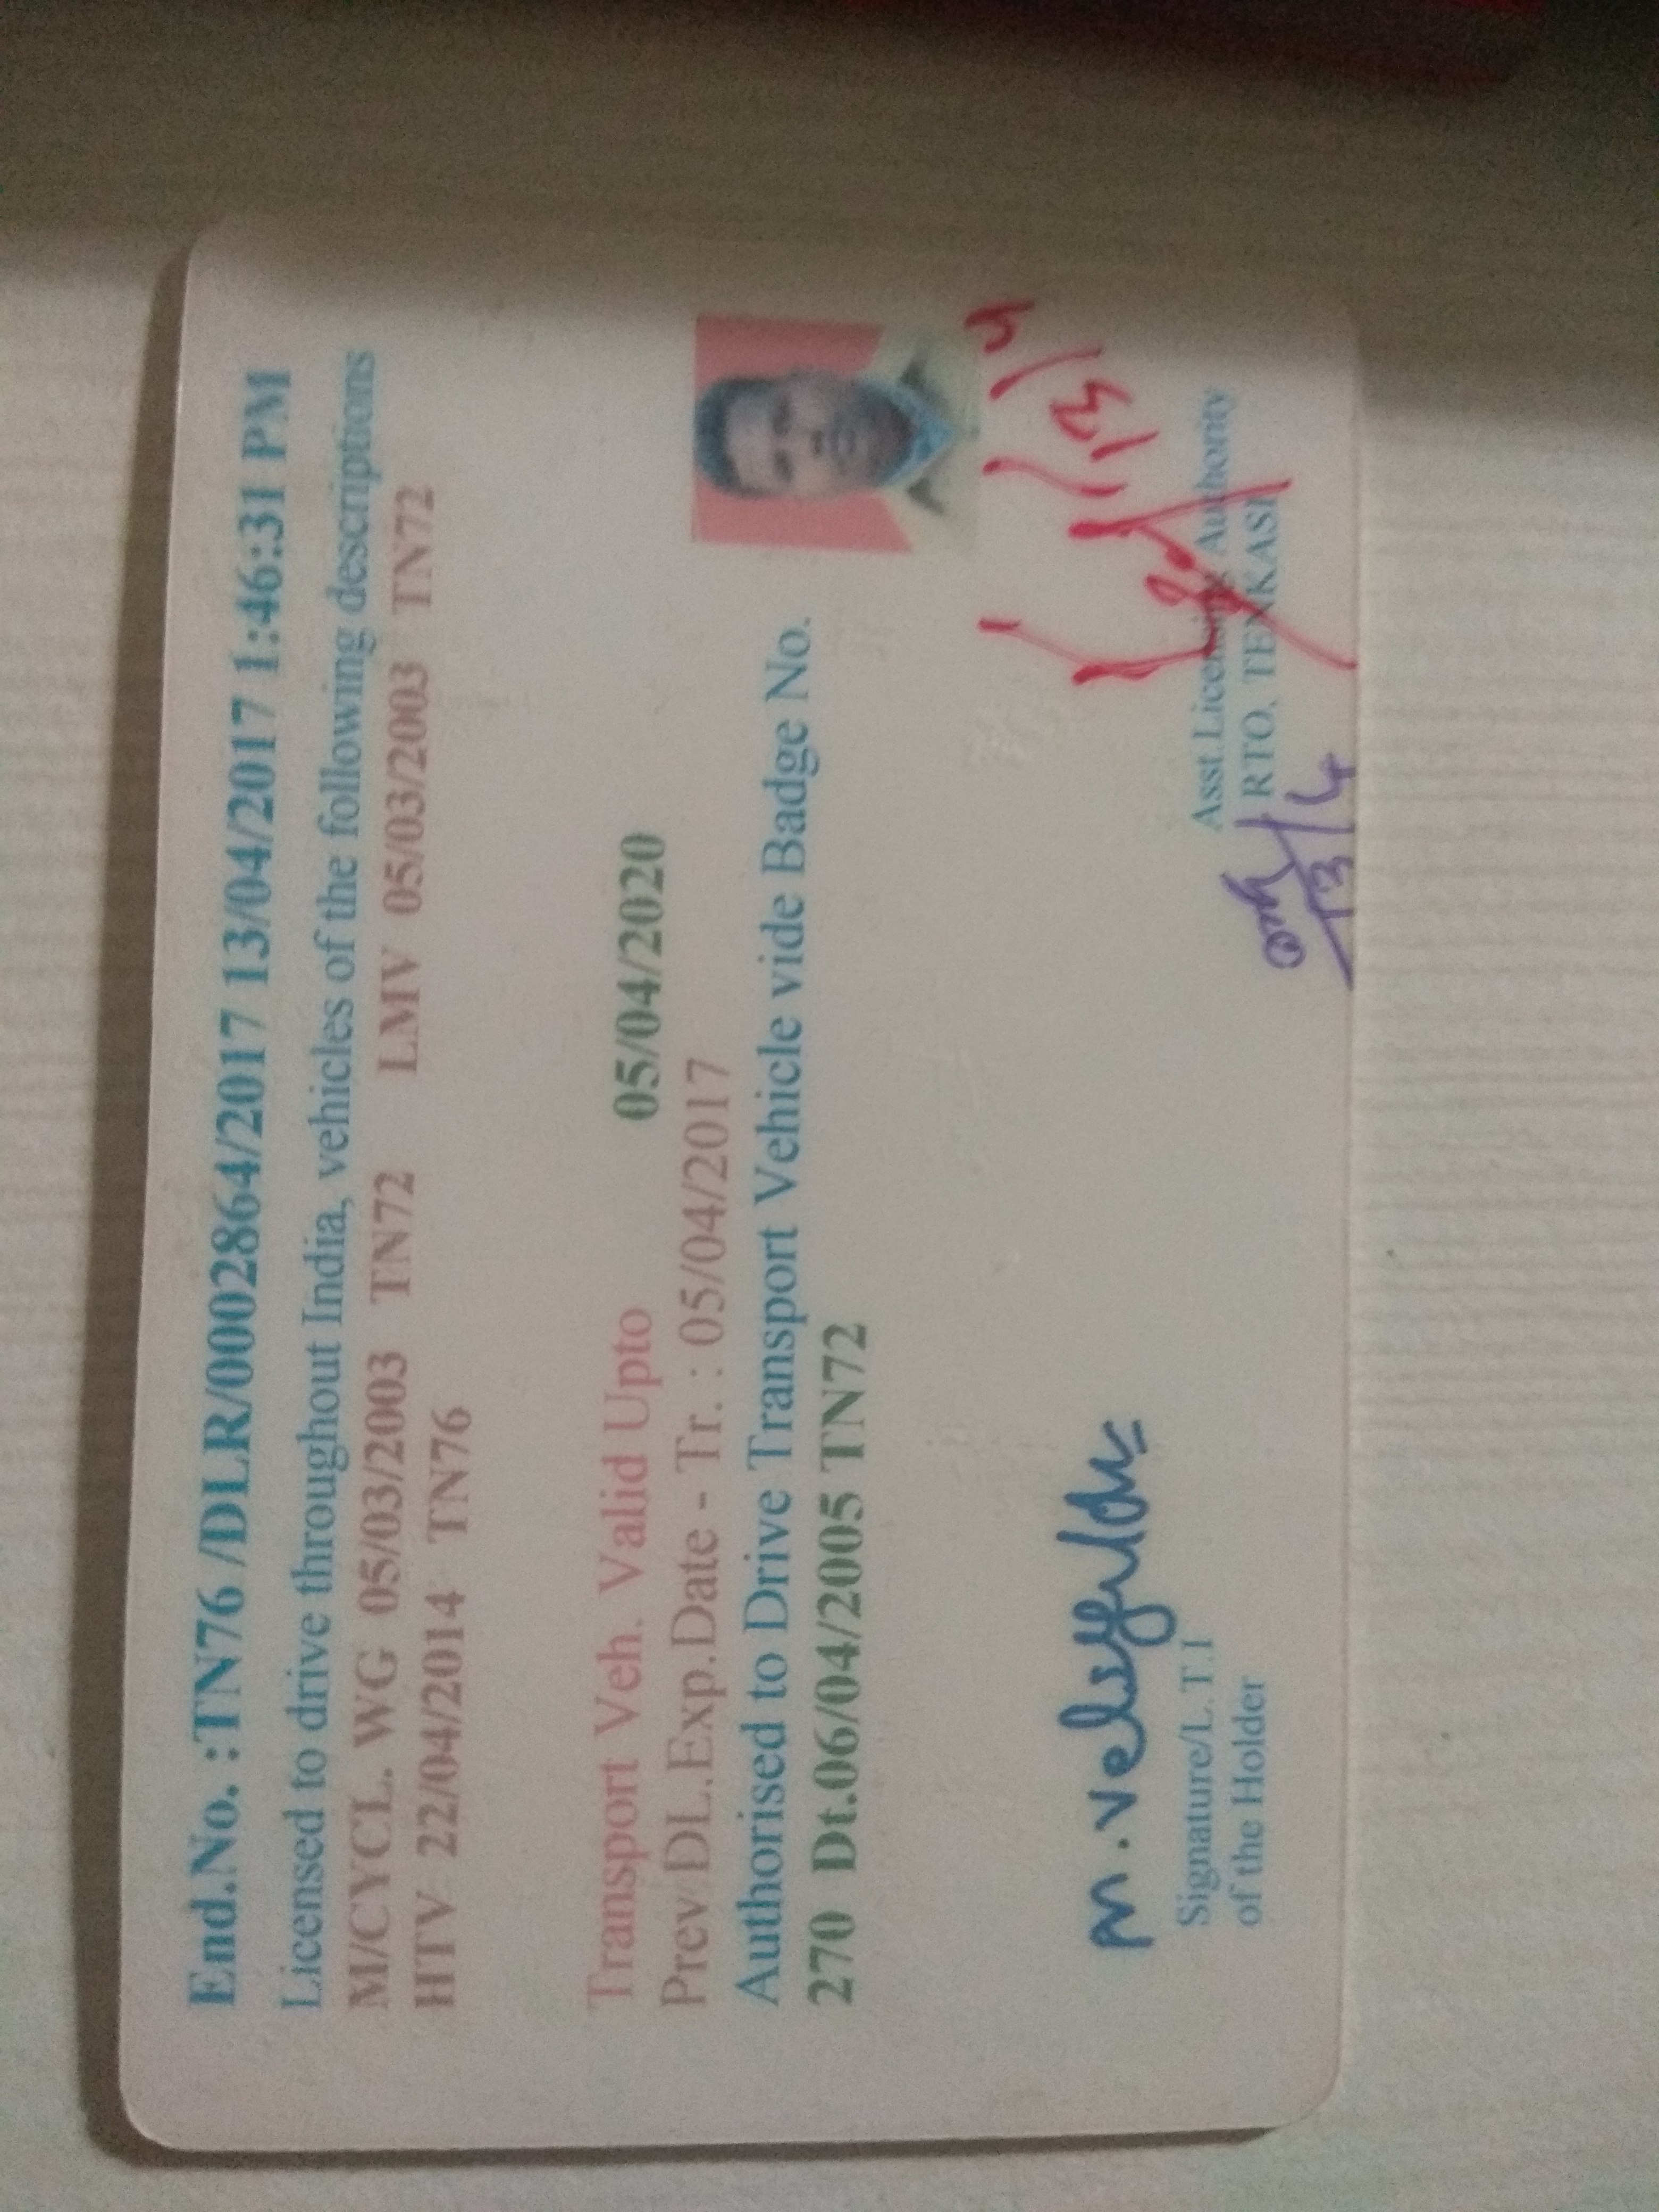 End.No. :TN76 /DLR/0002864/2017 13/04/2017 1:46:31 PM
Licensed to drive throughout India, vehicles of the following descriptions
M/CYCL. WG 05/03/2003 TN72 LMV 05/03/2003 TN72
HTV 22/04/2014 TN76
Transport Veh. Valid Upto 05/04/2020
Prev.DL.Exp.Date - Tr. : 05/04/2017
Authorised to Drive Transport Vehicle vide Badge No.
270 Dt.06/04/2005 TN72
Signature/L.T.I
of the Holder
Asst.Licensing Authority
RTO, TENKASI
13/4